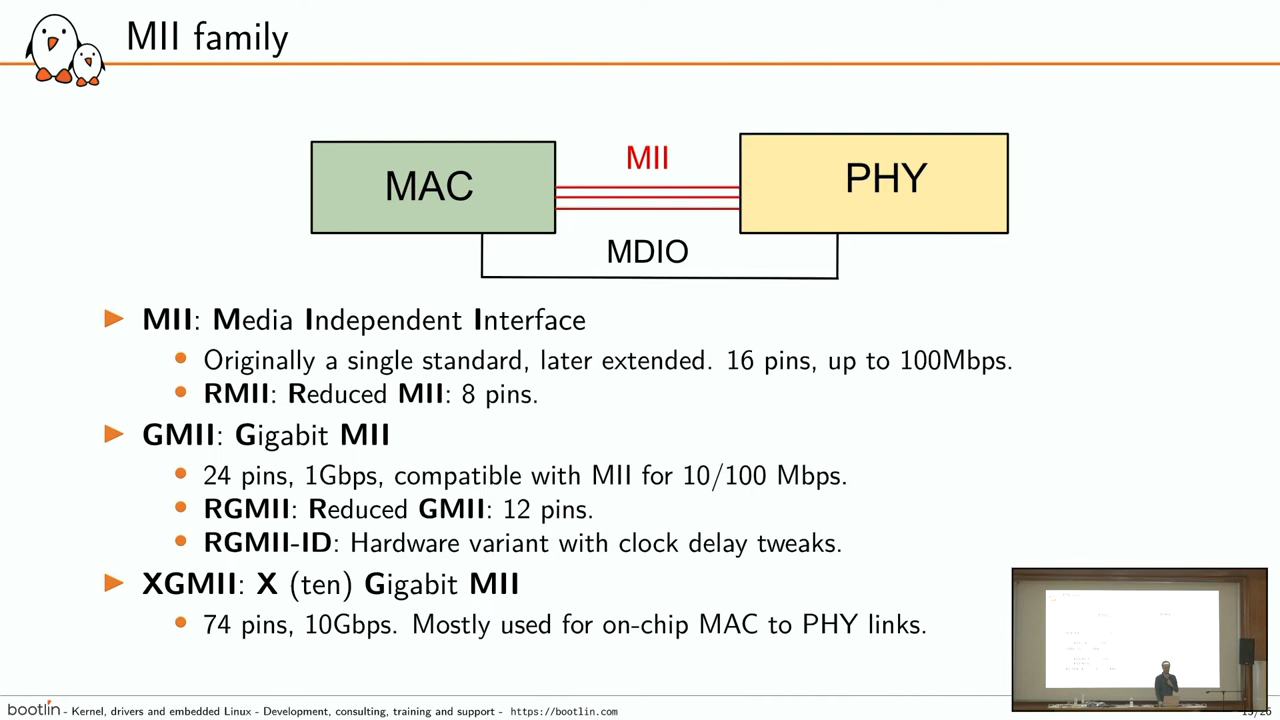 MII family
MAC
MII
PHY
MDIO
MII: Media Independent Interface
Originally a single standard, later extended. 16 pins, up to 100Mbps.
RMII: Reduced MII: 8 pins.
GMII: Gigabit MII
24 pins, 1Gbps, compatible with MII for 10/100 Mbps.
RGMII: Reduced GMII: 12 pins.
RGMII-ID: Hardware variant with clock delay tweaks.
XGMII: X (ten) Gigabit MII
74 pins, 10Gbps. Mostly used for on-chip MAC to PHY links.
bootlin - Kernel, drivers and embedded Linux - Development, consulting, training and support - https://bootlin.com